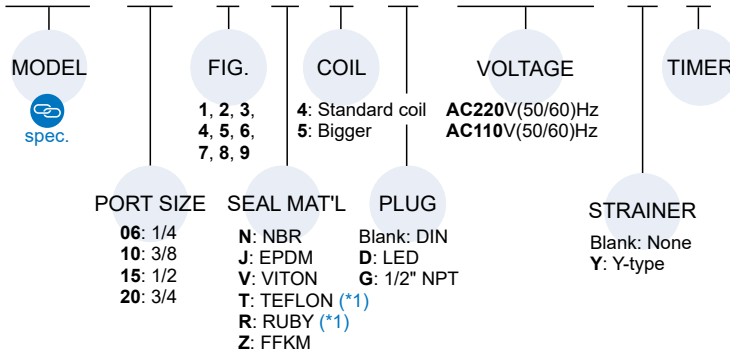 MODEL
spec.
FIG.
1, 2, 3,
4, 5, 6,
7, 8, 9
COIL
4: Standard coil
5: Bigger
VOLTAGE
AC220V(50/60)Hz
AC110V(50/60)Hz
TIMER
PORT SIZE
06: 1/4
10: 3/8
15: 1/2
20: 3/4
SEAL MAT'L
N: NBR
J: EPDM
V: VITON
T: TEFLON (*1)
R: RUBY (*1)
Z: FFKM
PLUG
Blank: DIN
D: LED
G: 1/2" NPT
STRAINER
Blank: None
Y: Y-type